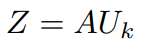 Z = AU_k